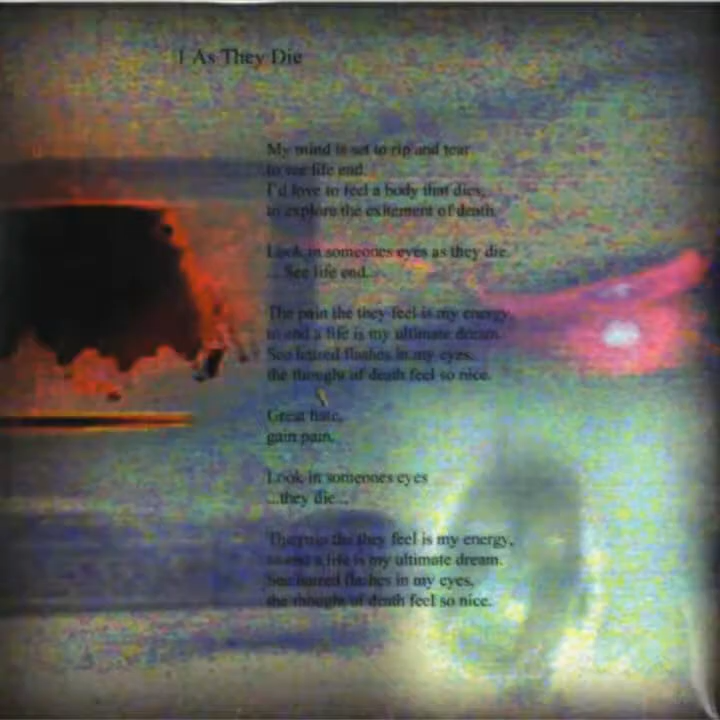 1 As They Die
My mind is set to rip and tear
to see life end.
I'd love to feel a body that dies,
to explore the exitement of death.
Look in someones eyes as they die.
... See life end...
The pain the they feel is my energy,
to end a life is my ultimate dream.
See hatred flashes in my eyes,
the thought of death feel so nice.
Great hate,
gain pain.
Look in someones eyes
...they die...
The pain the they feel is my energy,
to end a life is my ultimate dream.
See hatred flashes in my eyes,
the thought of death feel so nice.